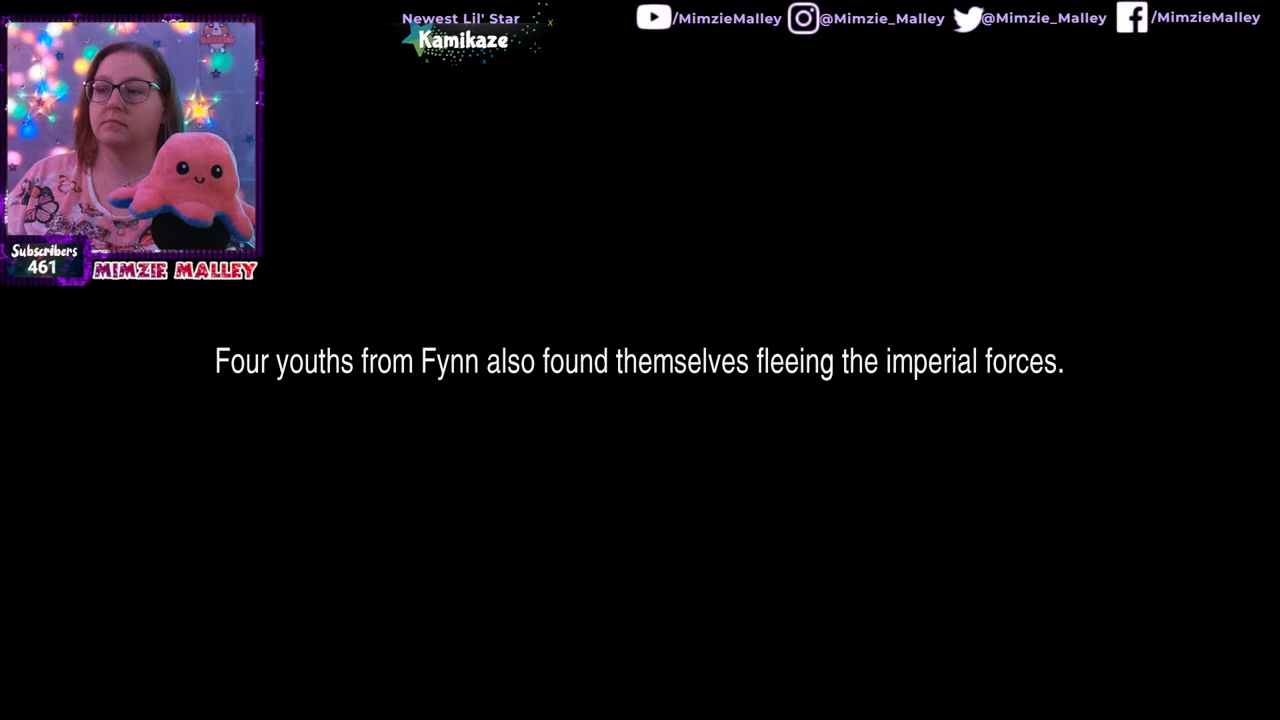 Newest Lil' Star
Kamikaze
/MimzieMalley
@Mimzie_Malley
@Mimzie_Malley
/MimzieMalley
Subscribers
461
MIMZIE MALLEY
Four youths from Fynn also found themselves fleeing the imperial forces.